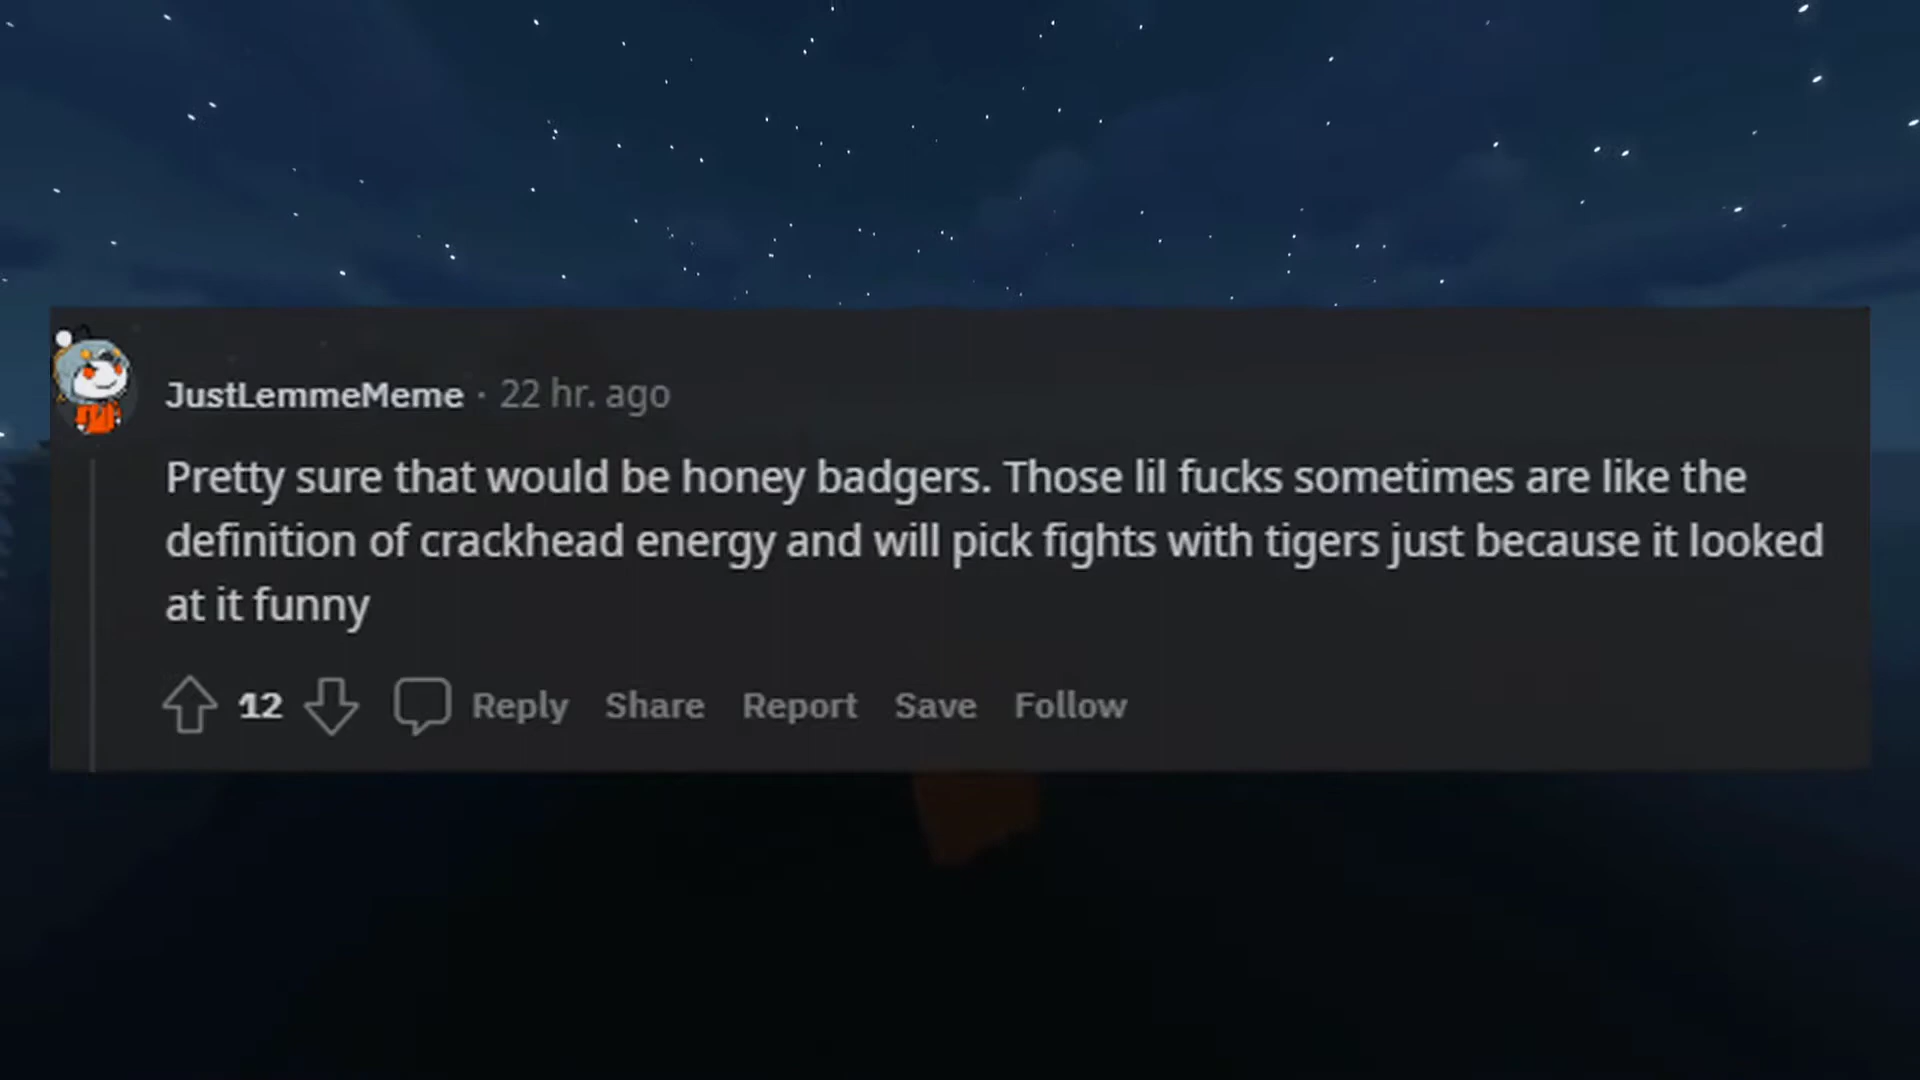 JustLemmeMeme · 22 hr. ago
Pretty sure that would be honey badgers. Those lil fucks sometimes are like the
definition of crackhead energy and will pick fights with tigers just because it looked
at it funny
12 Reply Share Report Save Follow